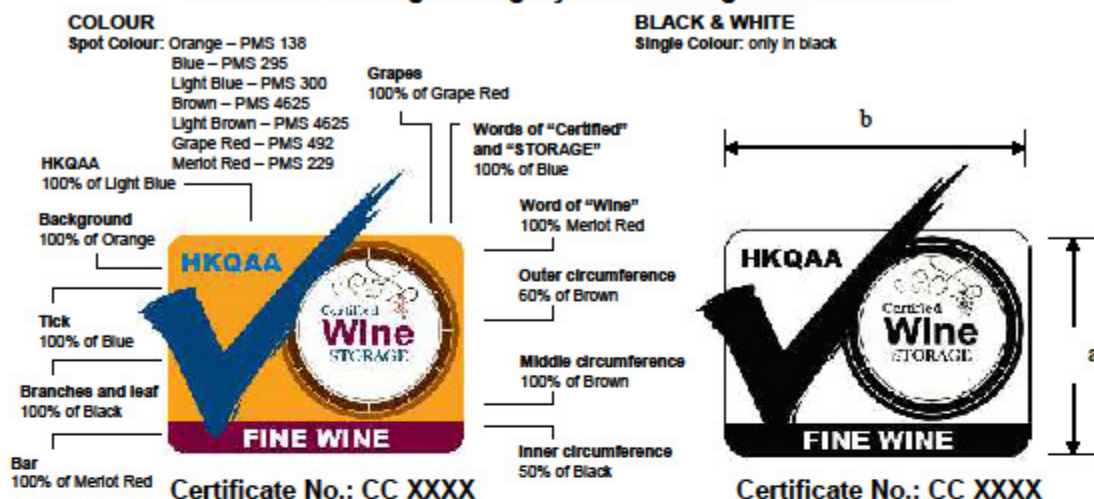 COLOUR
Spot Colour: Orange – PMS 138
Blue – PMS 295
Light Blue – PMS 300
Brown – PMS 4625
Light Brown – PMS 4625
Grape Red – PMS 492
Merlot Red – PMS 229
Grapes
100% of Grape Red
Words of “Certified”
and “STORAGE”
100% of Blue
HKQAA
100% of Light Blue
Background
100% of Orange
Word of “Wine”
100% Merlot Red
Outer circumference
60% of Brown
Tick
100% of Blue
Middle circumference
100% of Brown
Branches and leaf
100% of Black
Inner circumference
50% of Black
Bar
100% of Merlot Red
HKQAA
Certified
Wine
STORAGE
FINE WINE
Certificate No.: CC XXXX
BLACK & WHITE
Single Colour: only in black
b
HKQAA
Certified
Wine
STORAGE
a
FINE WINE
Certificate No.: CC XXXX